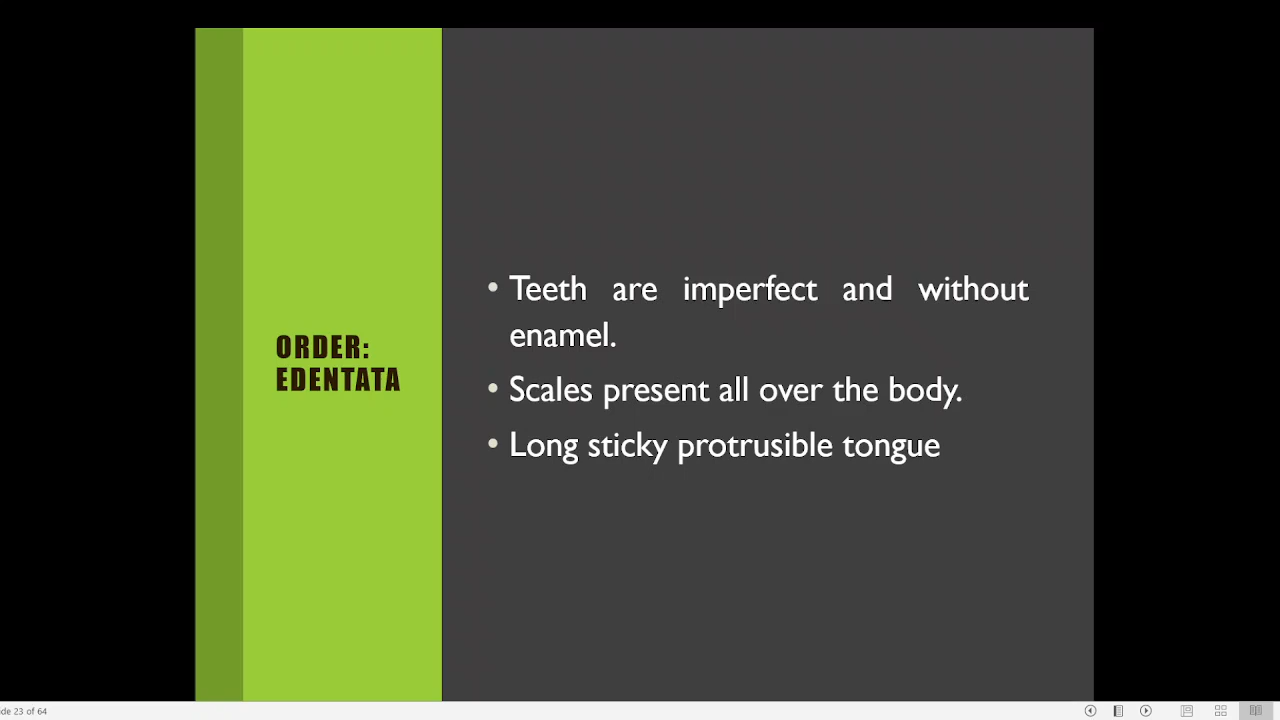 ORDER:
EDENTATA
• Teeth are imperfect and without
enamel.
• Scales present all over the body.
• Long sticky protrusible tongue
de 23 of 64